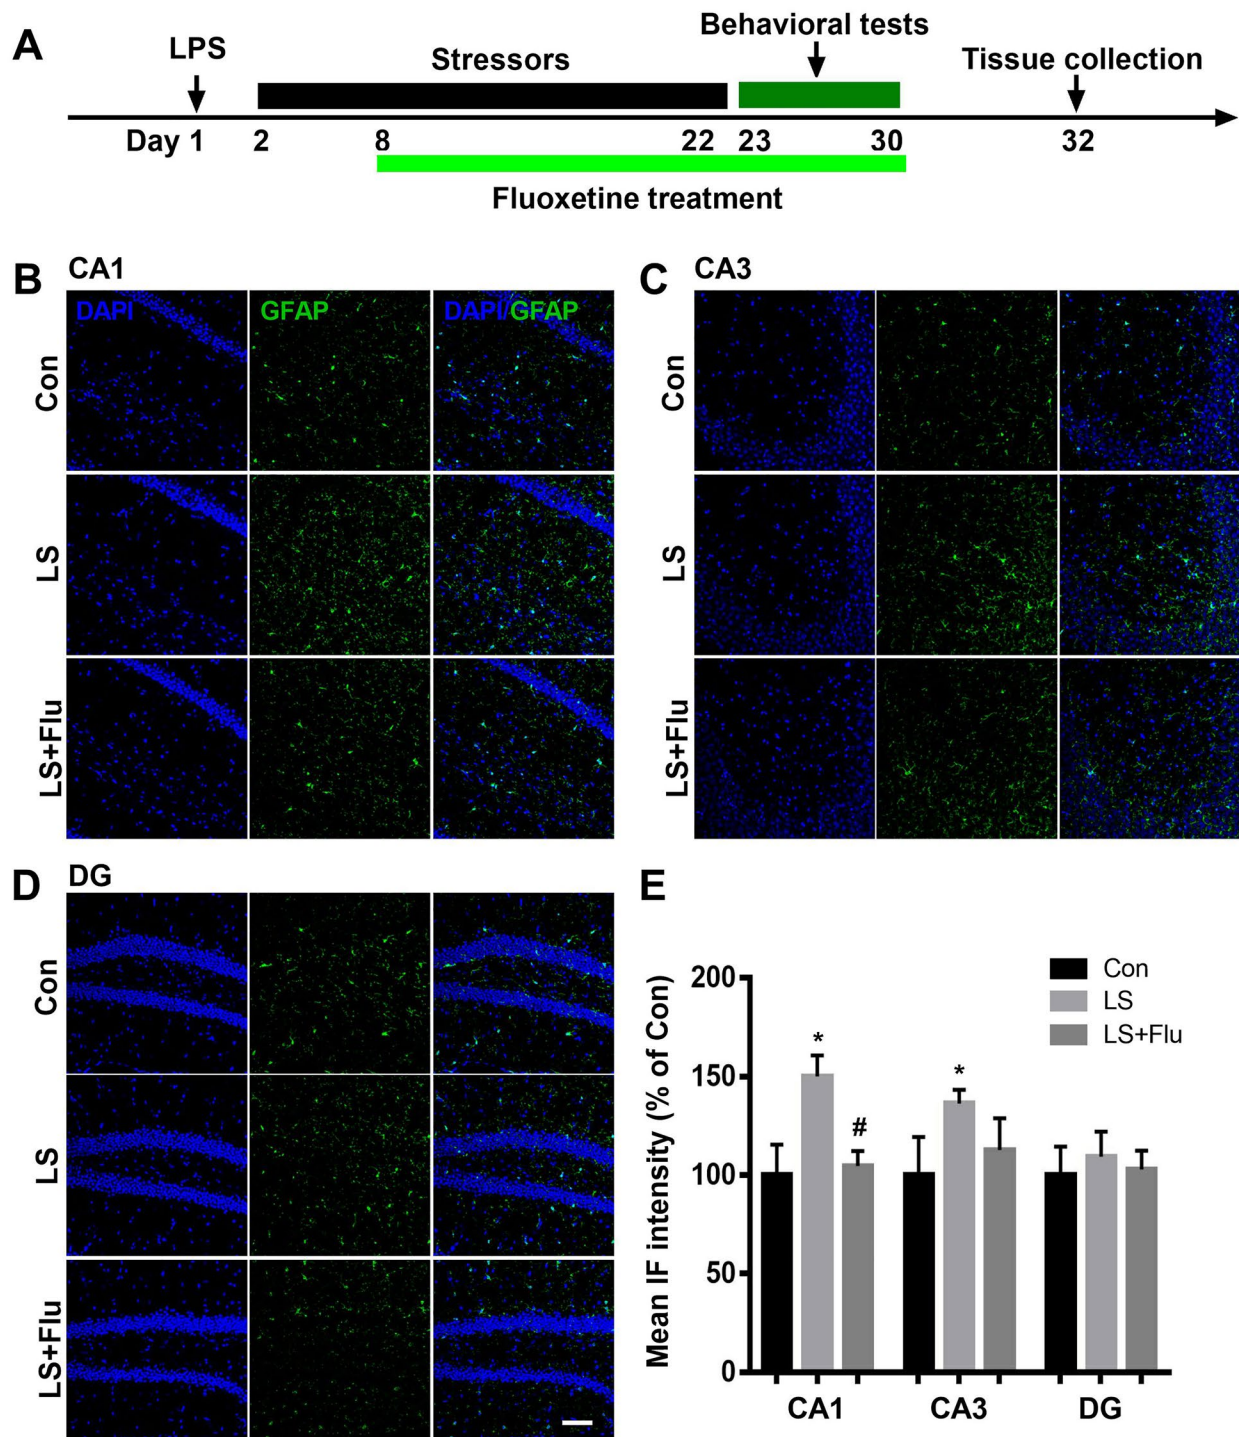 A
LPS
Stressors
Behavioral tests
Tissue collection
Day 1
2
8
22
23
30
32
Fluoxetine treatment
B
CA1
DAPI
GFAP
DAPI/GFAP
Con
LS
LS+Flu
C
CA3
Con
LS
LS+Flu
D
DG
Con
LS
LS+Flu
E
Con
LS
LS+Flu
Mean IF intensity (% of Con)
200
150
100
50
0
*
#
*
CA1
CA3
DG